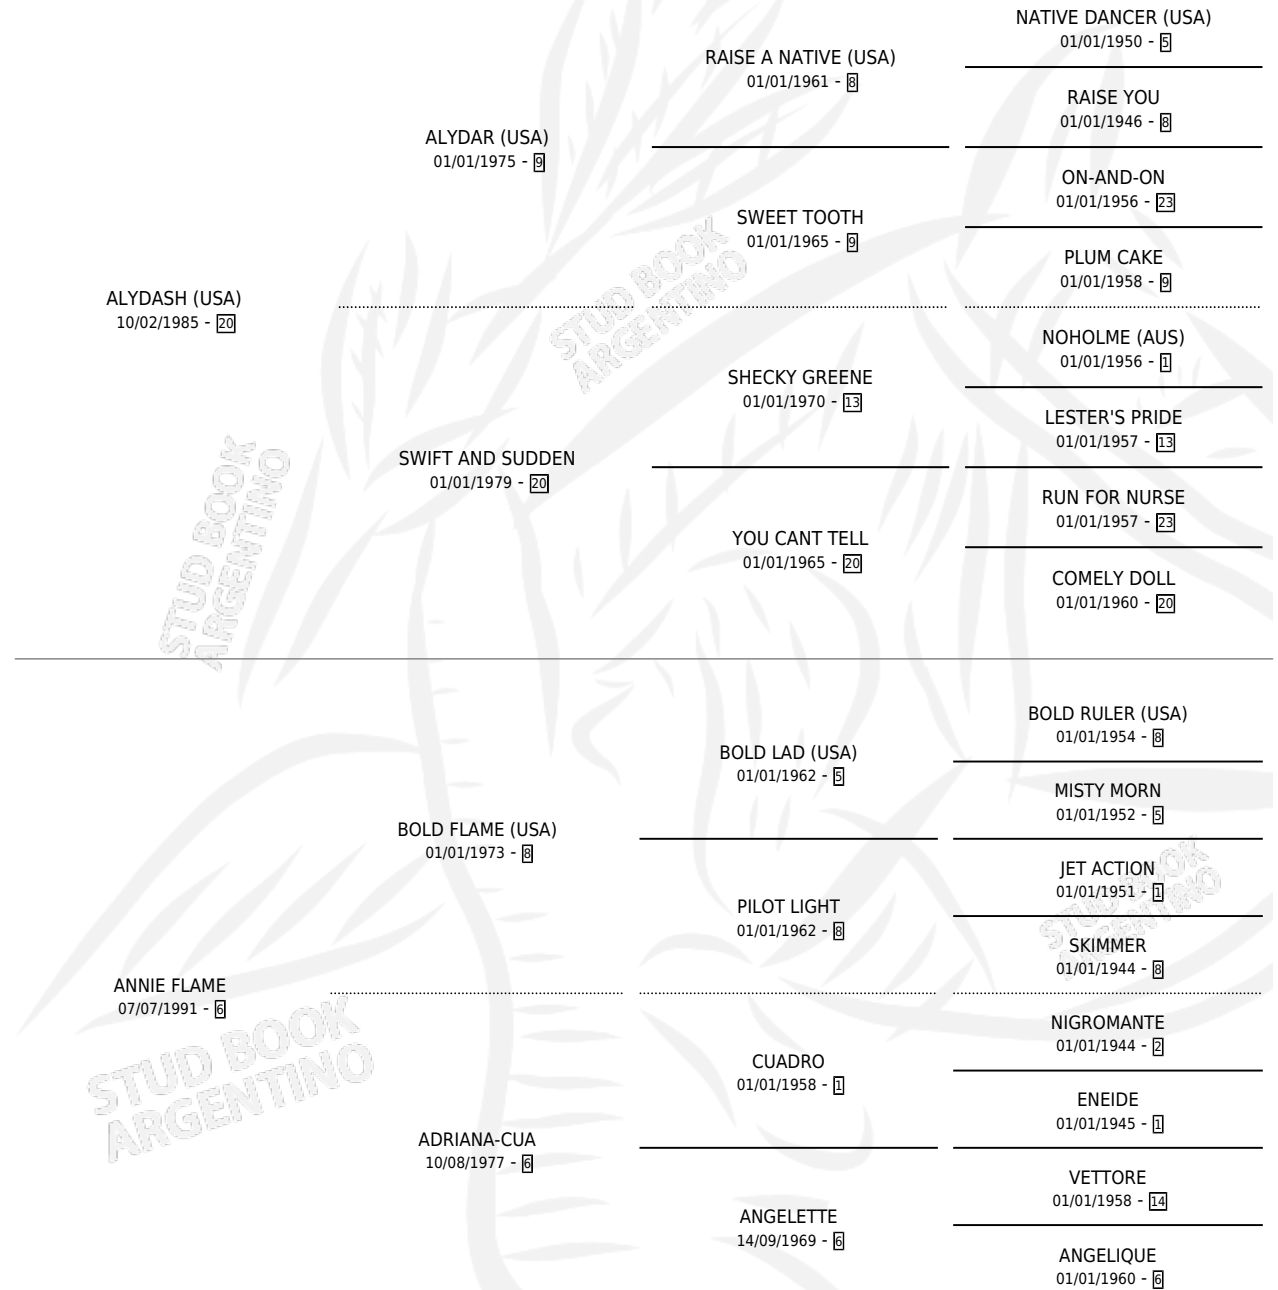 NATIVE DANCER (USA)
01/01/1950 - 5
RAISE A NATIVE (USA)
01/01/1961 - 8
RAISE YOU
01/01/1946 - 8
ALYDAR (USA)
01/01/1975 - 9
ON-AND-ON
01/01/1956 - 23
SWEET TOOTH
01/01/1965 - 9
PLUM CAKE
01/01/1958 - 9
ALYDASH (USA)
10/02/1985 - 20
NOHOLME (AUS)
01/01/1956 - 1
SHECKY GREENE
01/01/1970 - 13
LESTER'S PRIDE
01/01/1957 - 13
SWIFT AND SUDDEN
01/01/1979 - 20
RUN FOR NURSE
01/01/1957 - 23
YOU CANT TELL
01/01/1965 - 20
COMELY DOLL
01/01/1960 - 20
BOLD RULER (USA)
01/01/1954 - 8
BOLD LAD (USA)
01/01/1962 - 5
MISTY MORN
01/01/1952 - 5
BOLD FLAME (USA)
01/01/1973 - 8
JET ACTION
01/01/1951 - 1
PILOT LIGHT
01/01/1962 - 8
SKIMMER
01/01/1944 - 8
ANNIE FLAME
07/07/1991 - 6
NIGROMANTE
01/01/1944 - 2
CUADRO
01/01/1958 - 1
ENEIDE
01/01/1945 - 1
ADRIANA-CUA
10/08/1977 - 6
VETTORE
01/01/1958 - 14
ANGELETTE
14/09/1969 - 6
ANGELIQUE
01/01/1960 - 6
STUD BOOK
ARGENTINO
STUD BOOK
ARGENTINO
STUD BOOK
ARGENTINO
STUD BOOK
ARGENTINO